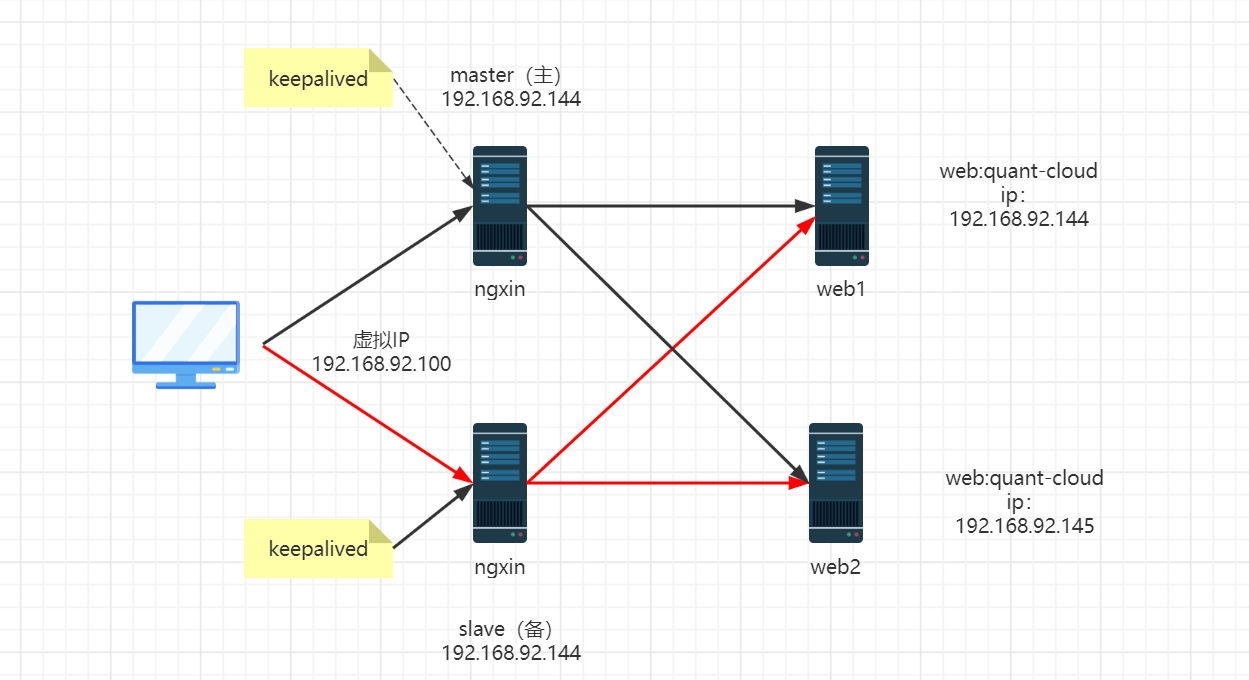 keepalived
master（主）
192.168.92.144
ngxin
web1
web:quant-cloud
ip：
192.168.92.144
虚拟IP
192.168.92.100
keepalived
ngxin
web2
web:quant-cloud
ip：
192.168.92.145
slave（备）
192.168.92.144